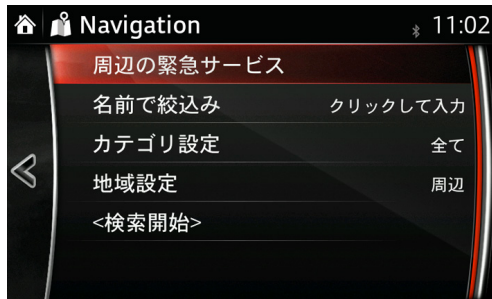 Navigation 11:02
周辺の緊急サービス
名前で絞込み クリックして入力
カテゴリ設定 全て
地域設定 周辺
<検索開始>